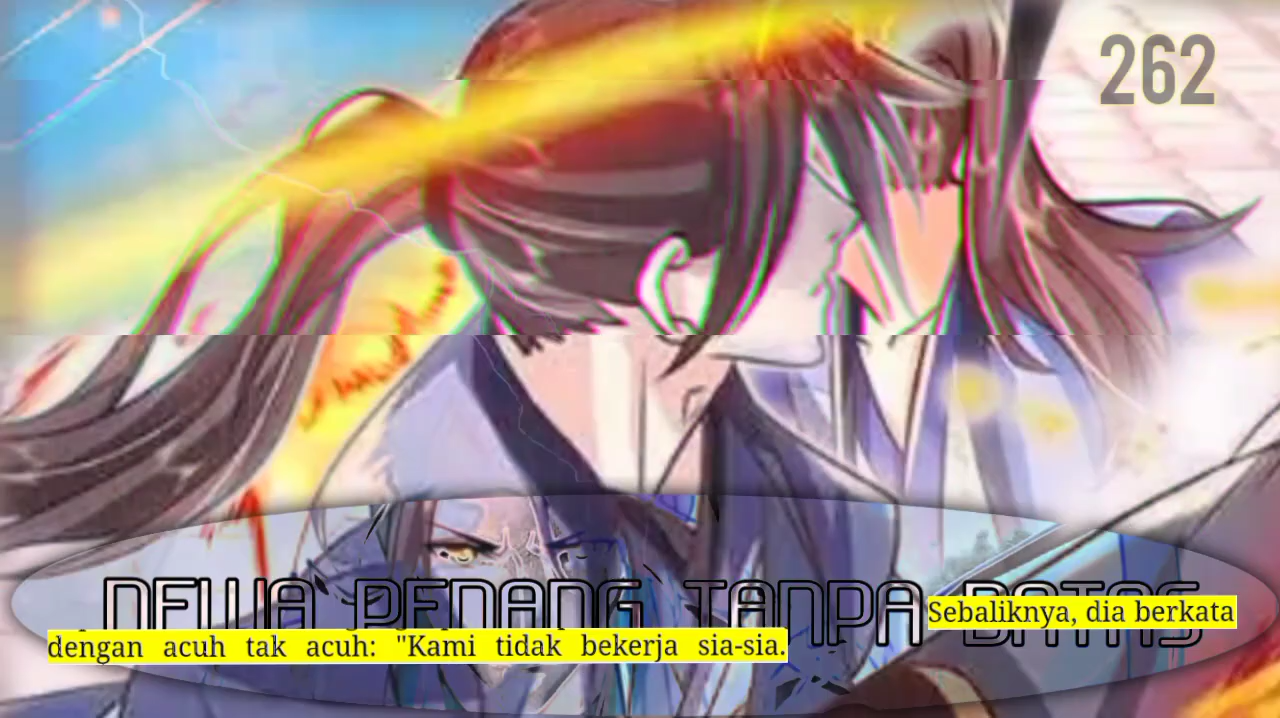 262
DEWA PEDANG TANPA BATAS
Sebaliknya, dia berkata
dengan acuh tak acuh: "Kami tidak bekerja sia-sia.